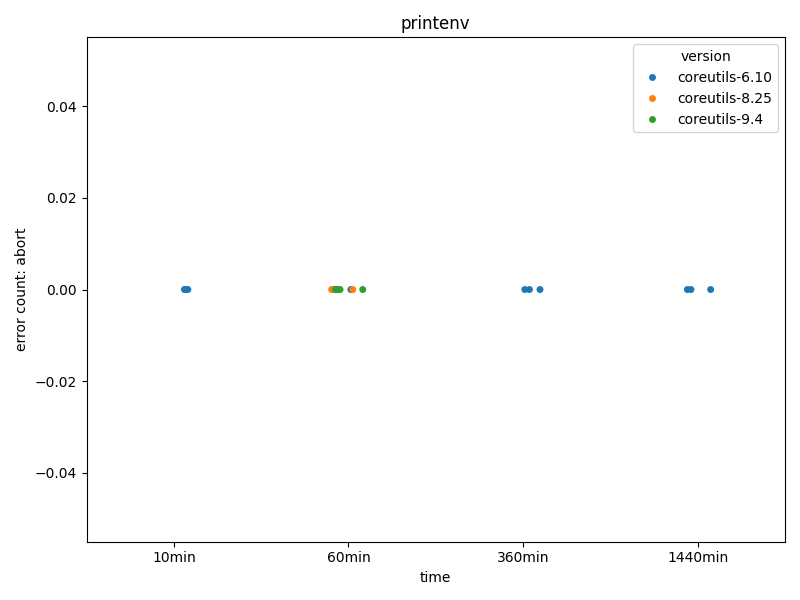 printenv
version
coreutils-6.10
coreutils-8.25
coreutils-9.4
0.04
0.02
0.00
−0.02
−0.04
error count: abort
10min
60min
360min
1440min
time